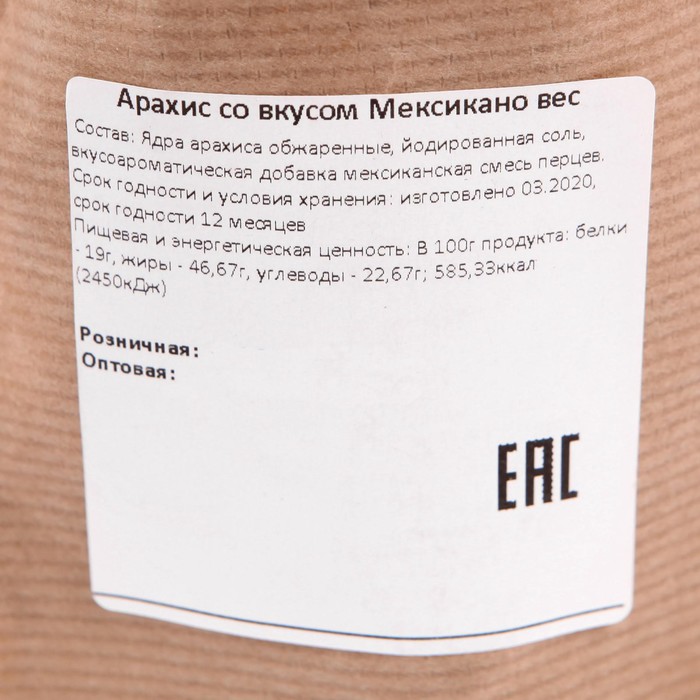 Арахис со вкусом Мексикано вес
Состав: Ядра арахиса обжаренные, йодированная соль,
вкусоароматическая добавка мексиканская смесь перцев.
Срок годности и условия хранения: изготовлено 03.2020,
срок годности 12 месяцев
Пищевая и энергетическая ценность: В 100г продукта: белки
- 19г, жиры - 46,67г, углеводы - 22,67г; 585,33ккал
(2450кДж)
Розничная:
Оптовая:
ЕАС